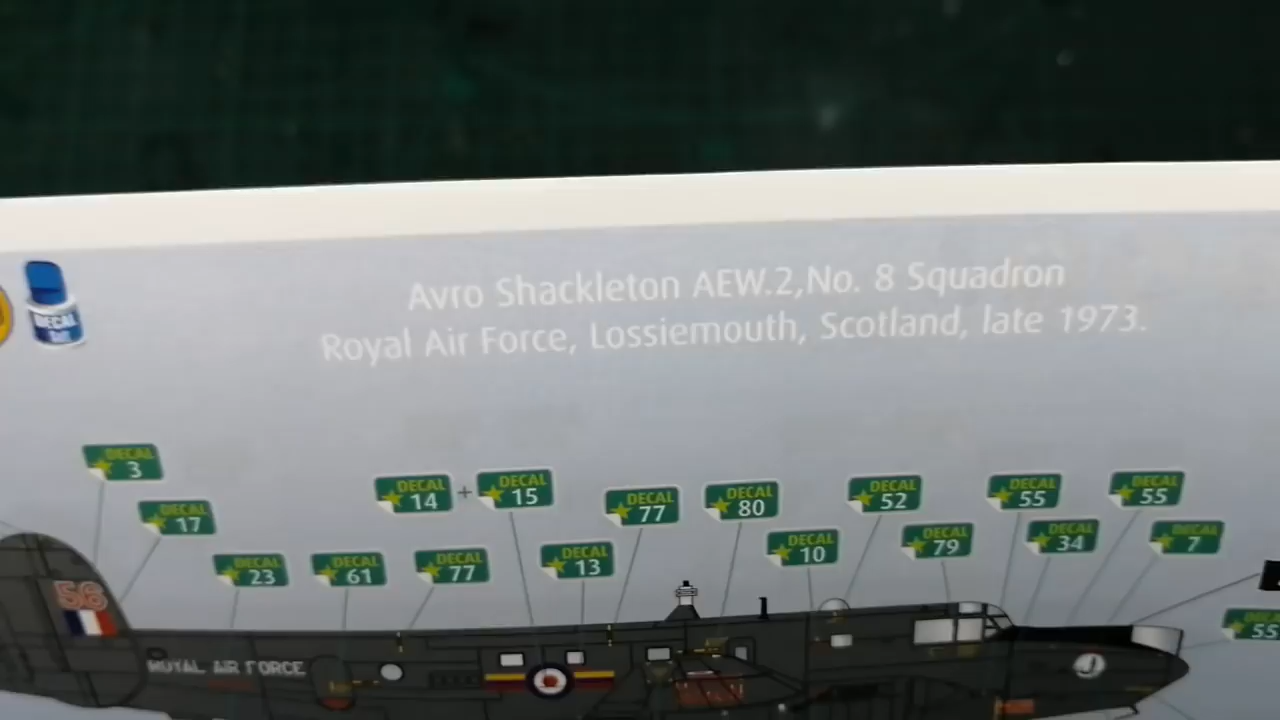 Avro Shackleton AEW.2,No. 8 Squadron
Royal Air Force, Lossiemouth, Scotland, late 1973.
DECAL
DECAL 3
DECAL 17
DECAL 23
DECAL 61
DECAL 14 + DECAL 15
DECAL 77
DECAL 13
DECAL 77
DECAL 80
DECAL 10
DECAL 52
DECAL 79
DECAL 55
DECAL 34
DECAL 55
DECAL 7
55
56
ROYAL AIR FORCE